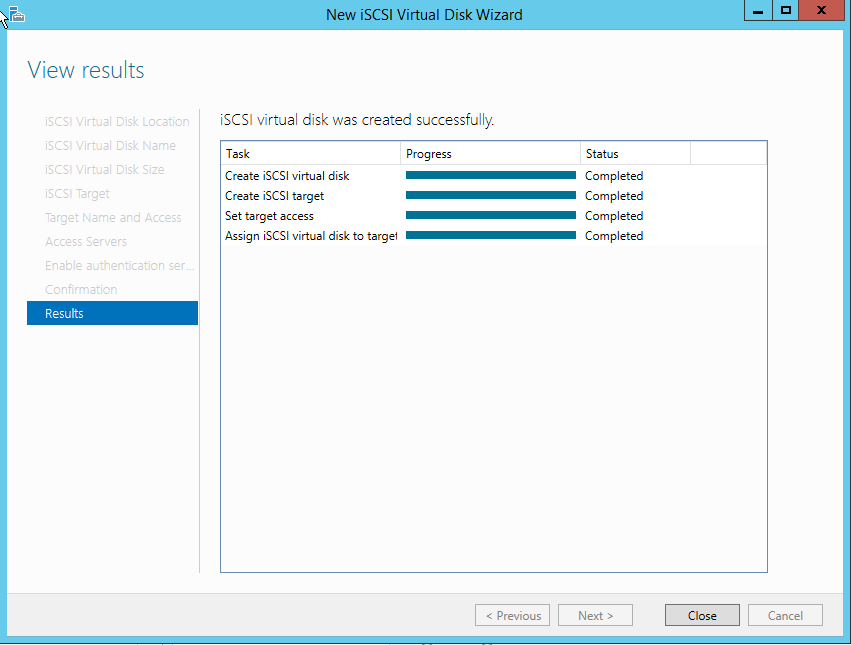 New iSCSI Virtual Disk Wizard
View results
iSCSI Virtual Disk Location
iSCSI Virtual Disk Name
iSCSI Virtual Disk Size
iSCSI Target
Target Name and Access
Access Servers
Enable authentication ser...
Confirmation
Results
iSCSI virtual disk was created successfully.
Task Progress Status
Create iSCSI virtual disk Completed
Create iSCSI target Completed
Set target access Completed
Assign iSCSI virtual disk to target Completed
< Previous Next > Close Cancel